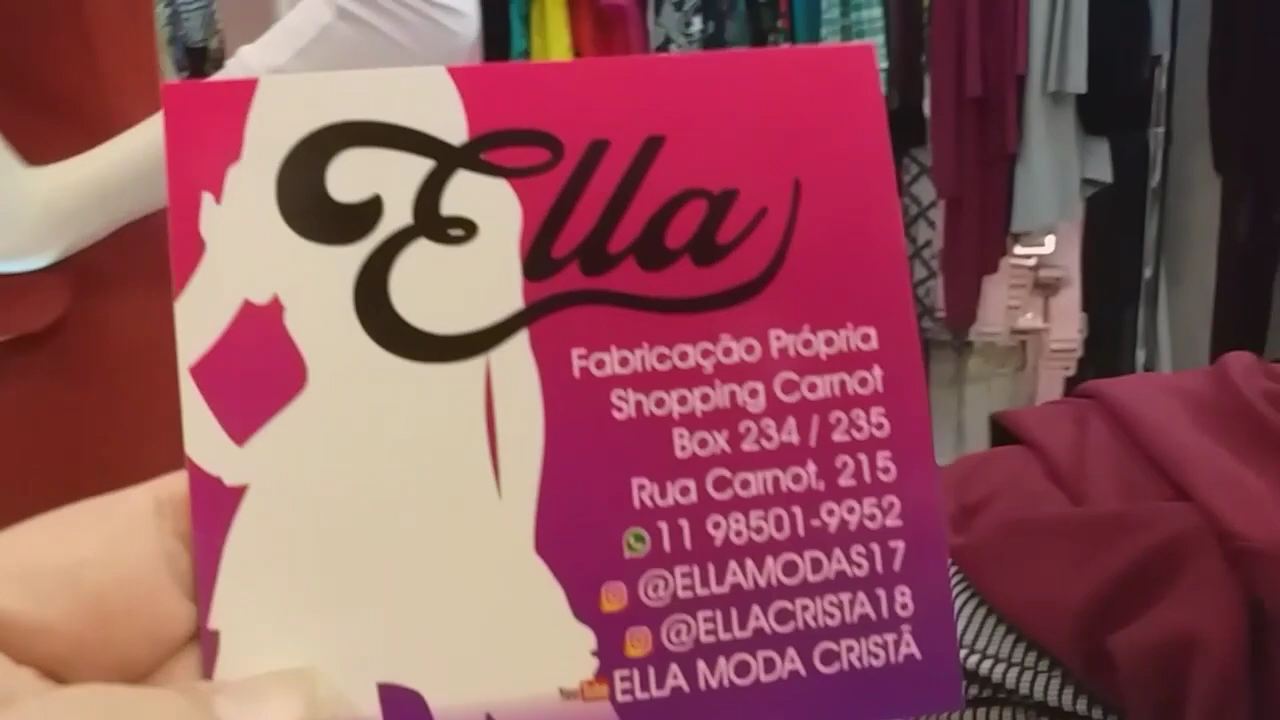 Ella
Fabricação Própria
Shopping Carnot
Box 234 / 235
Rua Carnot, 215
11 98501-9952
@ELLAMODAS17
@ELLACRISTA18
YouTube ELLA MODA CRISTÃ